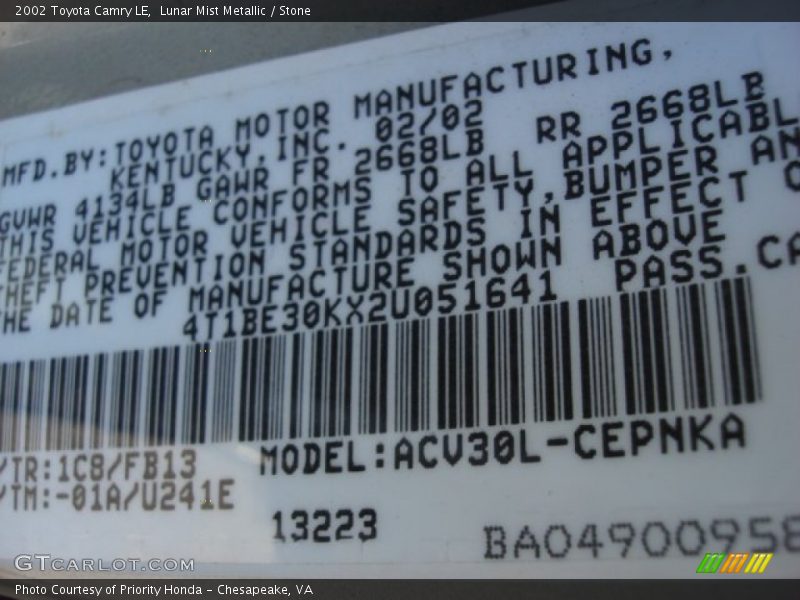 2002 Toyota Camry LE,  Lunar Mist Metallic / Stone
MFD.BY:TOYOTA MOTOR MANUFACTURING,
KENTUCKY,INC. 02/02
GVWR 4134LB GAWR FR 2668LB RR 2668LB
THIS VEHICLE CONFORMS TO ALL APPLICABL
FEDERAL MOTOR VEHICLE SAFETY,BUMPER AN
THEFT PREVENTION STANDARDS IN EFFECT O
THE DATE OF MANUFACTURE SHOWN ABOVE
4T1BE30KX2U051641 PASS.CA
/TR:1C8/FB13 MODEL:ACV30L-CEPNKA
/TM:-01A/U241E
13223 BA04900958
GTCARLOT.COM
Photo Courtesy of Priority Honda - Chesapeake, VA